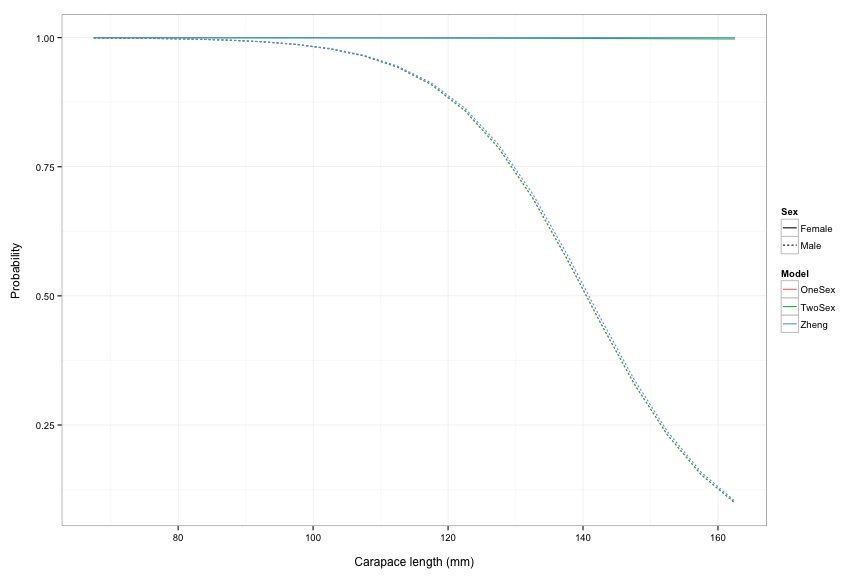 1.00
0.75
0.50
0.25
Probability
80 100 120 140 160
Carapace length (mm)
Sex
Female
Male
Model
OneSex
TwoSex
Zheng